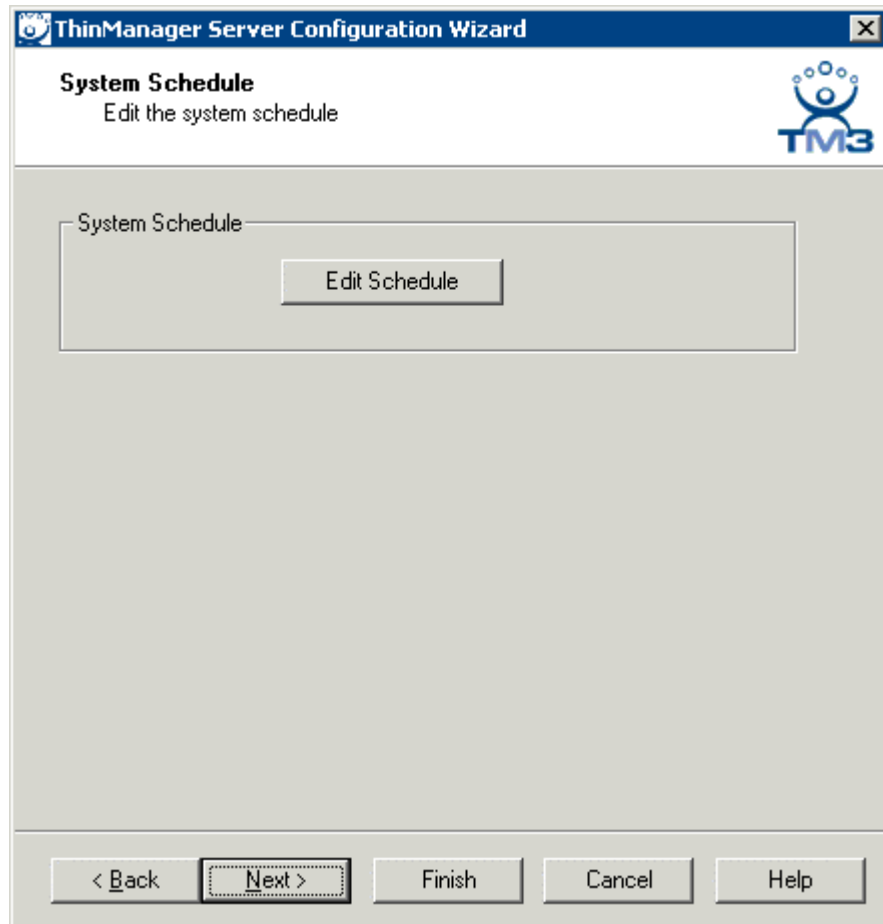 ThinManager Server Configuration Wizard
System Schedule
Edit the system schedule
TM3
System Schedule
Edit Schedule
< Back Next > Finish Cancel Help